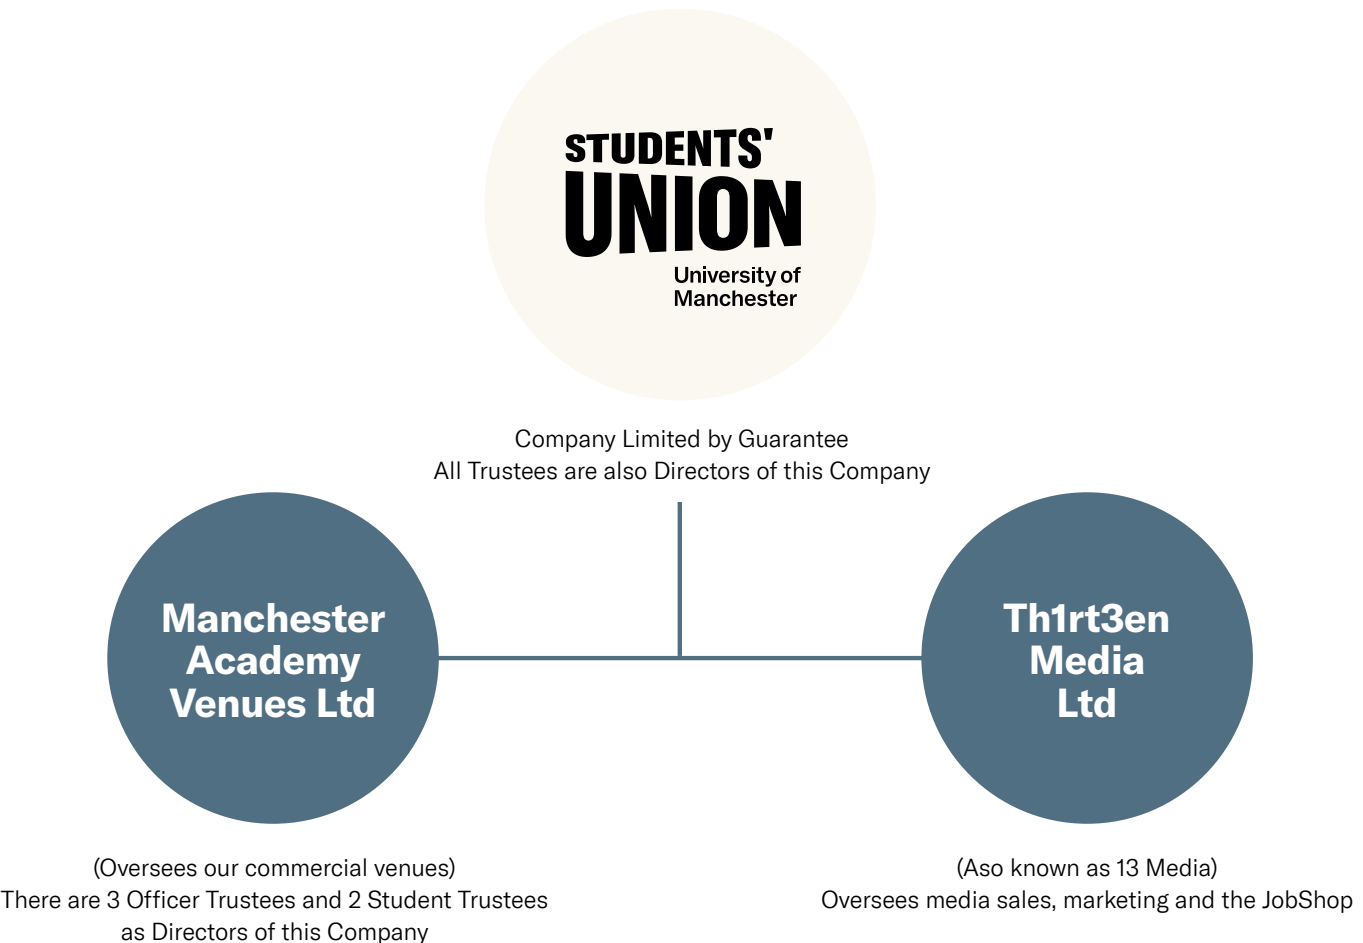 STUDENTS'
UNION
University of
Manchester
Company Limited by Guarantee
All Trustees are also Directors of this Company
Manchester
Academy
Venues Ltd
(Oversees our commercial venues)
There are 3 Officer Trustees and 2 Student Trustees
as Directors of this Company
Th1rt3en
Media
Ltd
(Aso known as 13 Media)
Oversees media sales, marketing and the JobShop